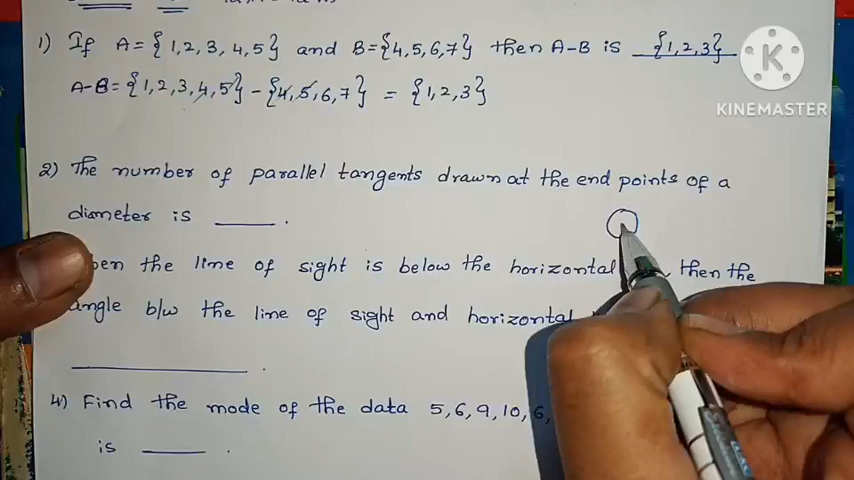 1) If A={1,2,3,4,5} and B={4,5,6,7} then A-B is {1,2,3}
A-B={1,2,3,4,5} - {4,5,6,7} = {1,2,3}
KINEMASTER
2) The number of parallel tangents drawn at the end points of a
diameter is ______.
the line of sight is below the horizontal then the
angle b/w the line of sight and horizontal
______.
4) Find the mode of the data 5,6,9,10,6,
is ______.